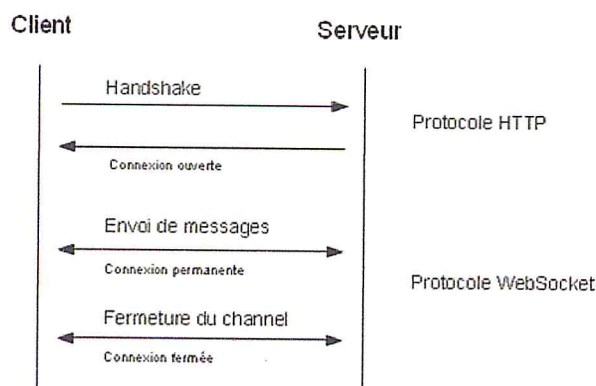 Client
Serveur
Handshake
Protocole HTTP
Connexion ouverte
Envoi de messages
Connexion permanente
Protocole WebSocket
Fermeture du channel
Connexion fermée